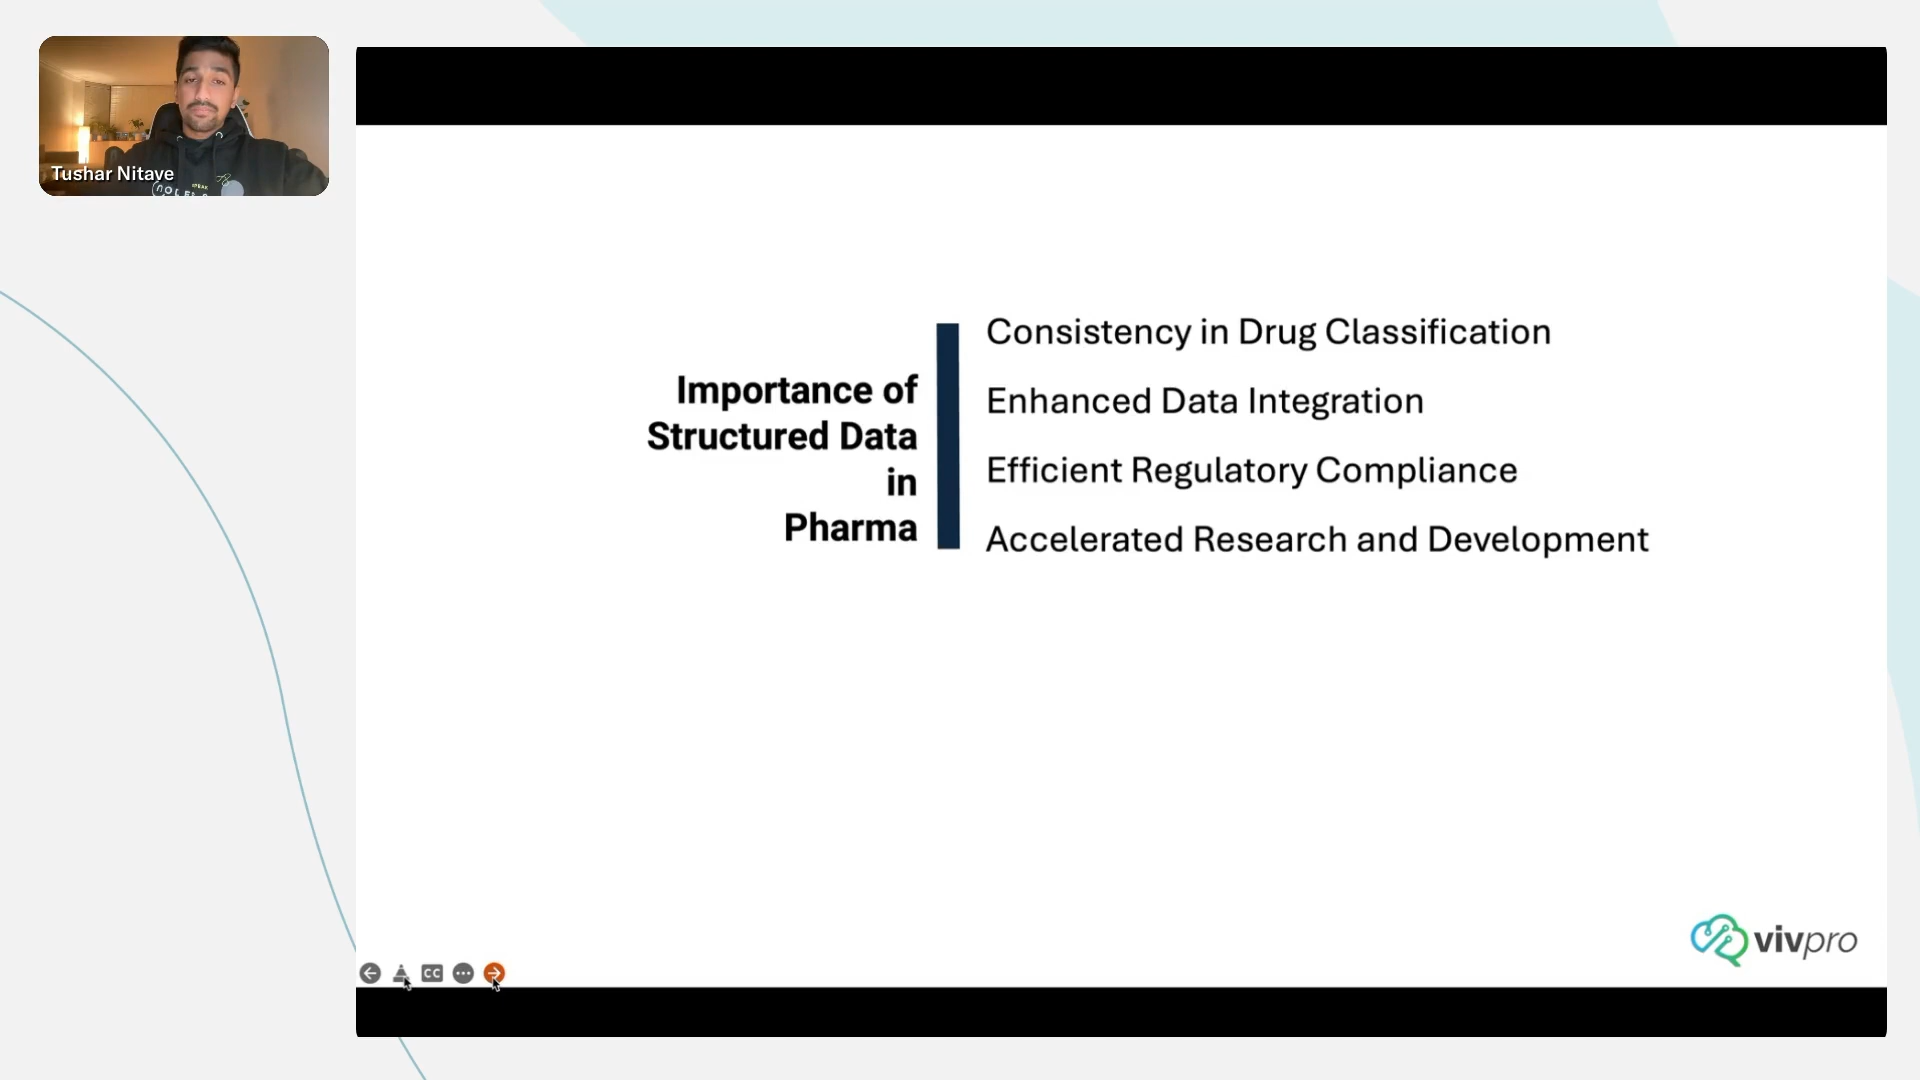 Tushar Nitave
Importance of
Structured Data
in
Pharma
Consistency in Drug Classification
Enhanced Data Integration
Efficient Regulatory Compliance
Accelerated Research and Development
CC
vivpro